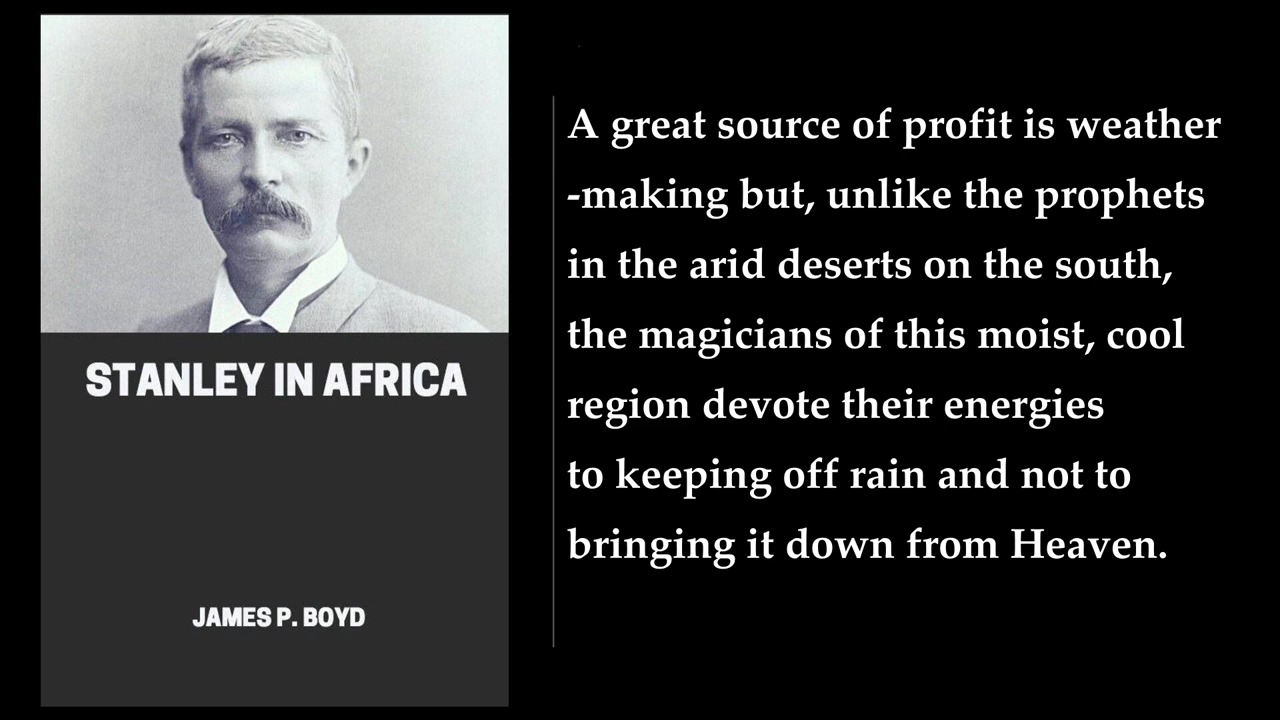 STANLEY IN AFRICA
JAMES P. BOYD
A great source of profit is weather
-making but, unlike the prophets
in the arid deserts on the south,
the magicians of this moist, cool
region devote their energies
to keeping off rain and not to
bringing it down from Heaven.